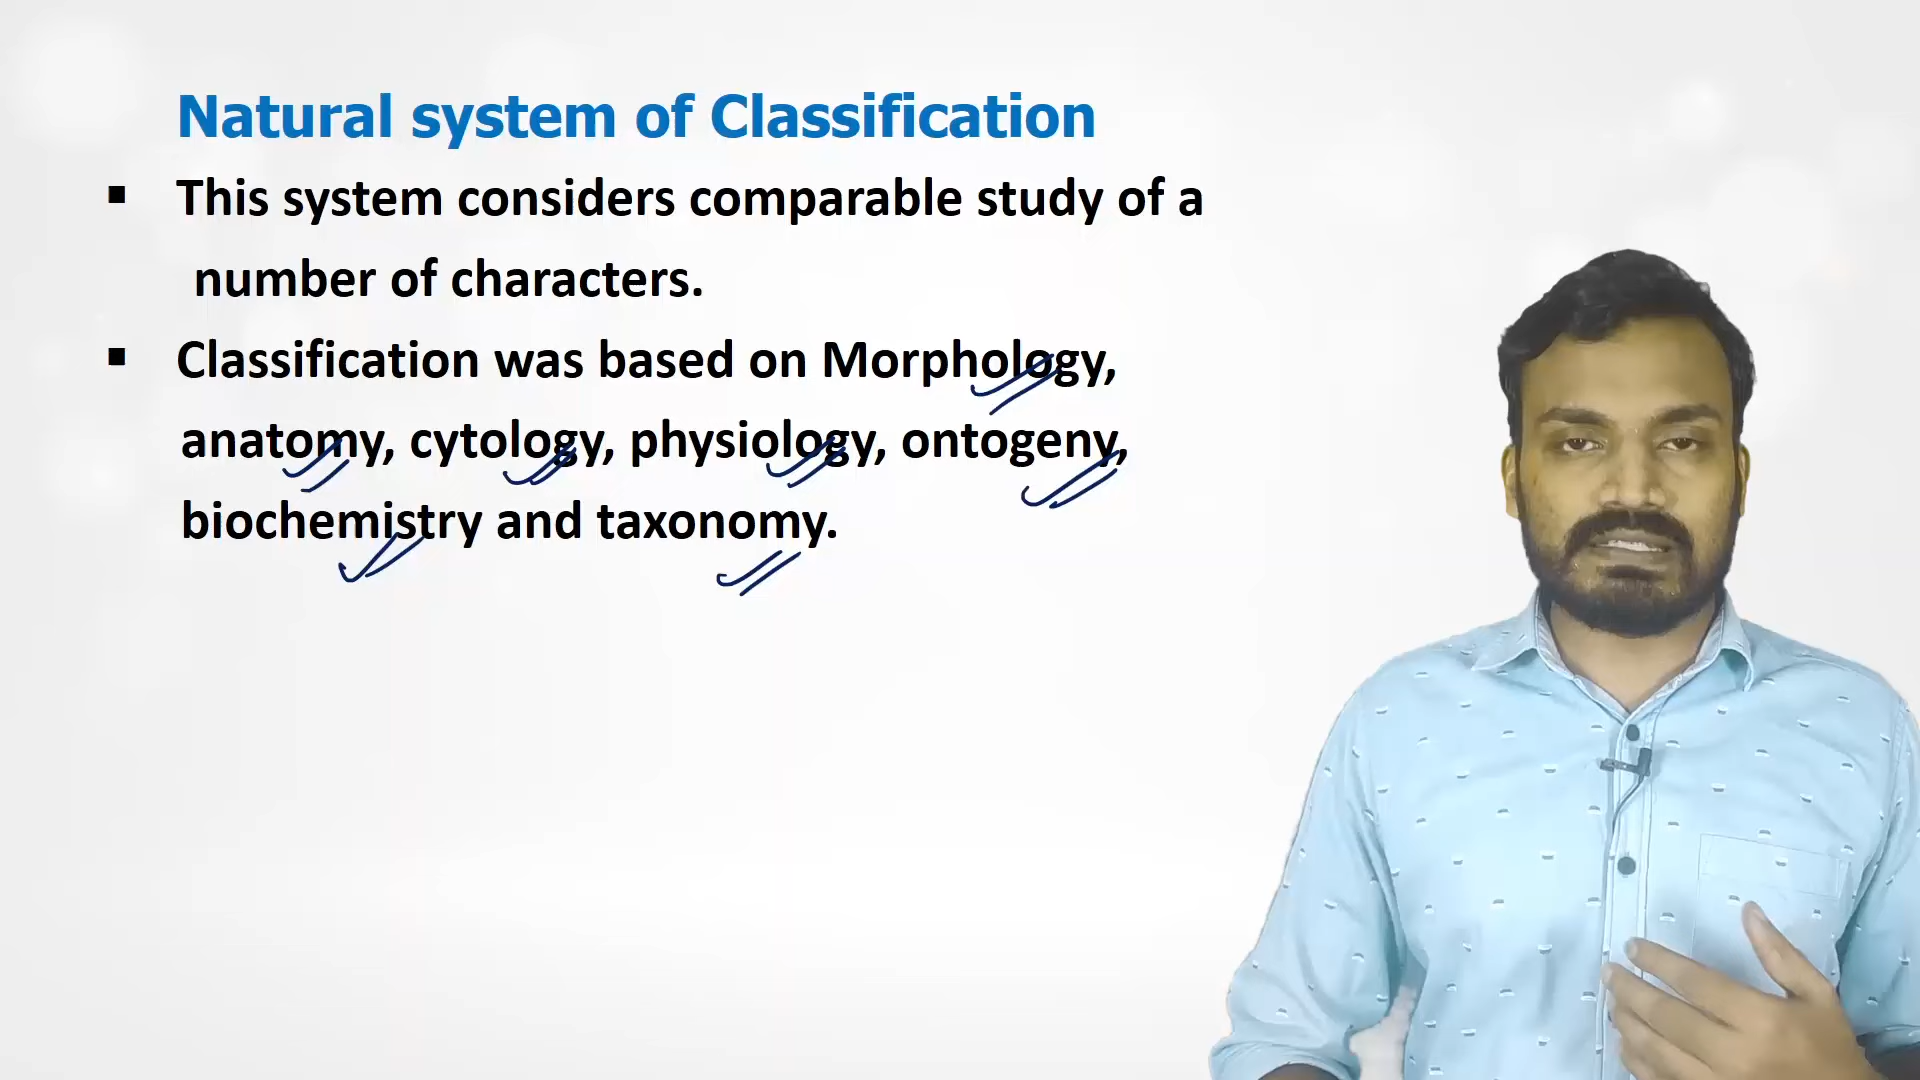 Natural system of Classification
▪ This system considers comparable study of a
number of characters.
▪ Classification was based on Morphology,
anatomy, cytology, physiology, ontogeny,
biochemistry and taxonomy.